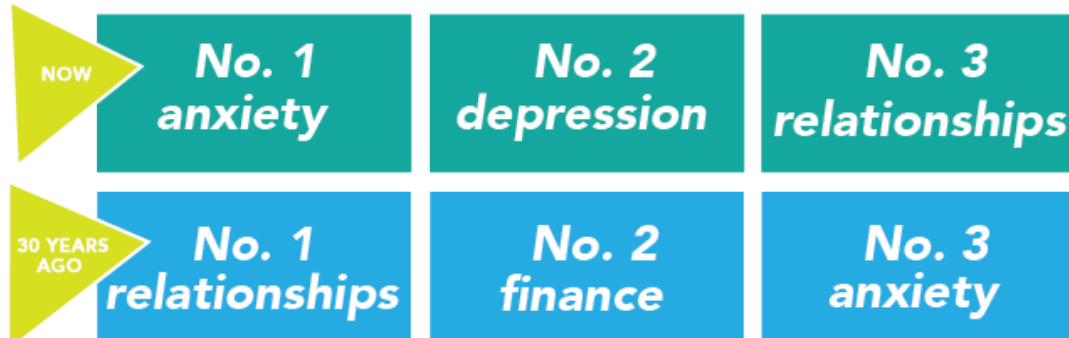 NOW
No. 1
anxiety
No. 2
depression
No. 3
relationships
30 YEARS
AGO
No. 1
relationships
No. 2
finance
No. 3
anxiety